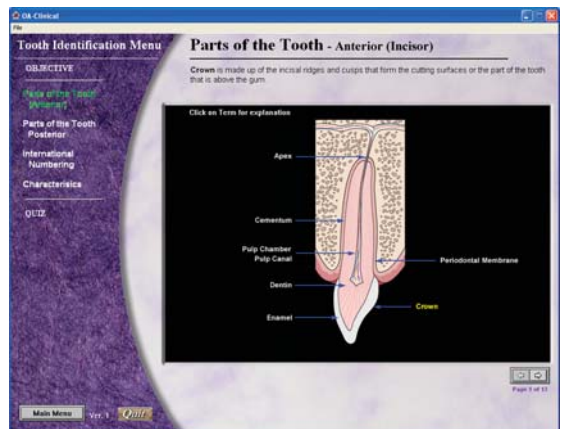 OA-Clinical
File
Tooth Identification Menu
OBJECTIVE
Parts of the Tooth
(Anterior)
Parts of the Tooth
Posterior
International
Numbering
Characterisics
QUIZ
Main Menu
Ver. 1
Quit
Parts of the Tooth - Anterior (Incisor)
Crown is made up of the incisal ridges and cusps that form the cutting surfaces or the part of the tooth
that is above the gum
Click on Term for explanation
Apex
Cementum
Pulp Chamber
Pulp Canal
Periodontal Membrane
Dentin
Crown
Enamel
Page 1 of 13